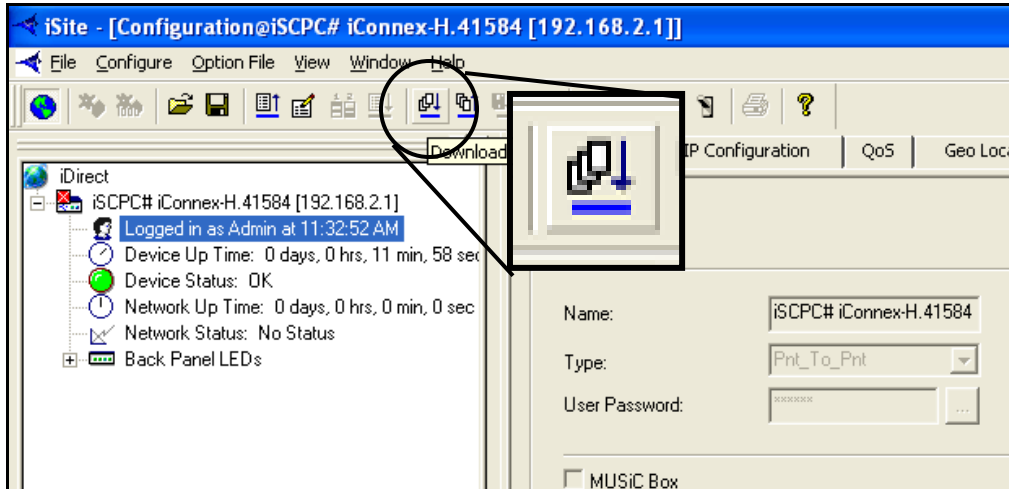 iSite - [Configuration@iSCPC# iConnex-H.41584 [192.168.2.1]]
File Configure Option File View Window Help
Download
IP Configuration QoS Geo Loca
iDirect
iSCPC# iConnex-H.41584 [192.168.2.1]
Logged in as Admin at 11:32:52 AM
Device Up Time: 0 days, 0 hrs, 11 min, 58 sec
Device Status: OK
Network Up Time: 0 days, 0 hrs, 0 min, 0 sec
Network Status: No Status
Back Panel LEDs
Name: iSCPC# iConnex-H.41584
Type: Pnt_To_Pnt
User Password: xxxxxx ...
MUSiC Box